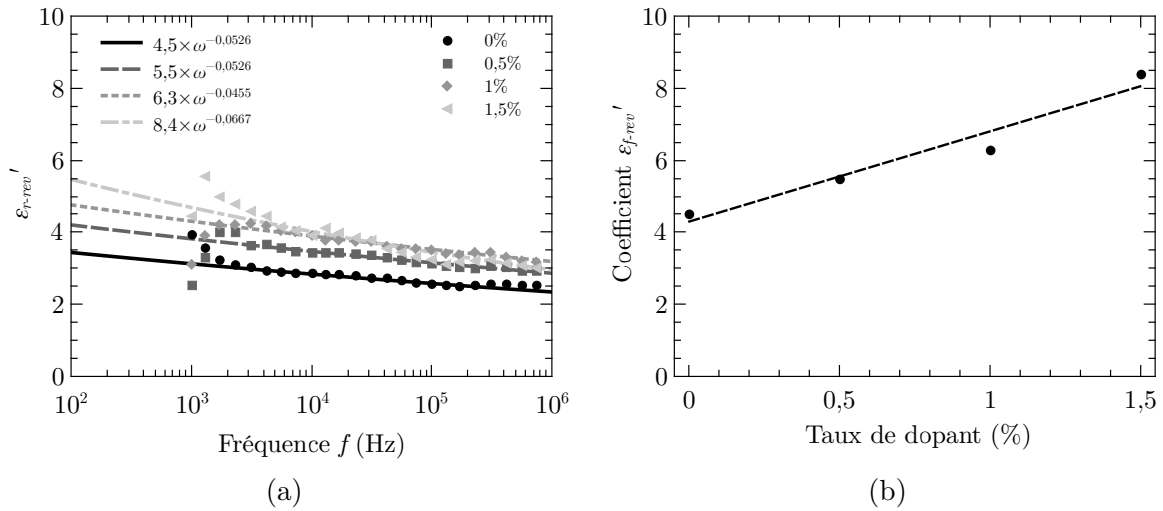 4,5×ω^−0,0526
5,5×ω^−0,0526
6,3×ω^−0,0455
8,4×ω^−0,0667
0%
0,5%
1%
1,5%
10
8
6
4
2
0
εr-rev′
10² 10³ 10⁴ 10⁵ 10⁶
Fréquence f (Hz)
(a)
10
8
6
4
2
0
Coefficient εf-rev′
0 0,5 1 1,5
Taux de dopant (%)
(b)